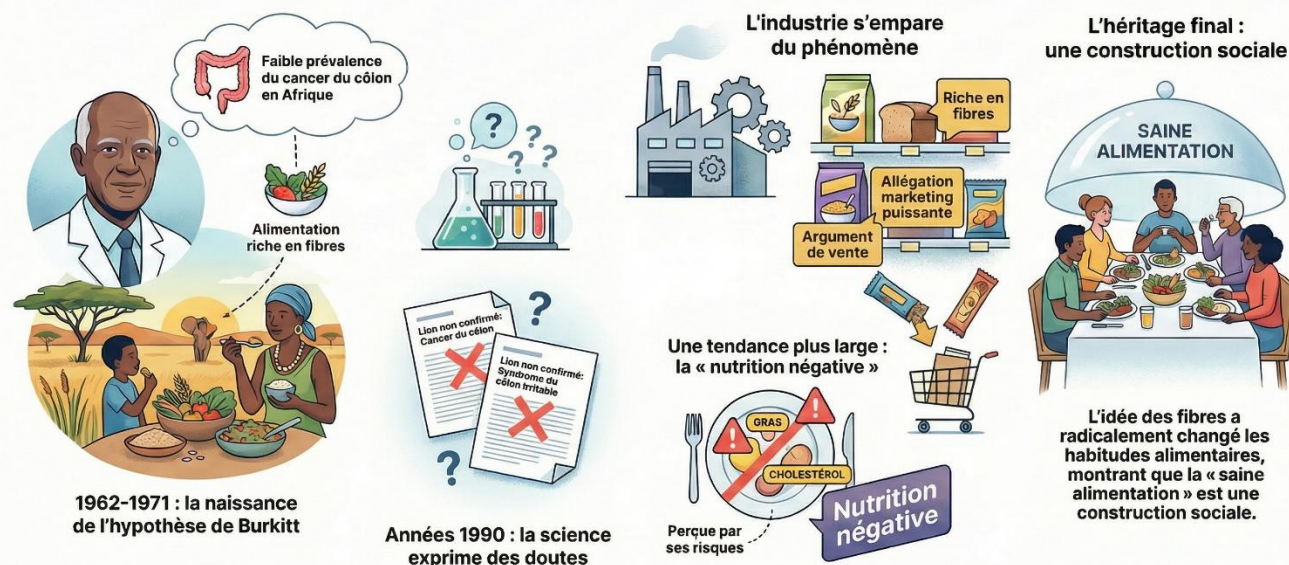 Faible prévalence
du cancer du côlon
en Afrique
Alimentation
riche en fibres
1962-1971 : la naissance
de l'hypothèse de Burkitt
?
?
?
?
?
?
Lion non confirmé:
Cancer du célon
Lion non confirmé:
Syndrome du
côlon Irritable
?
Années 1990 : la science
exprime des doutes
L'industrie s'empare
du phénomène
Riche en
fibres
Allégation
marketing
puissante
Argument
de vente
Une tendance plus large :
la « nutrition négative »
GRAS
CHOLESTÉROL
Perçue par
ses risques
Nutrition
négative
L'héritage final :
une construction sociale
SAINE
ALIMENTATION
L'idée des fibres a
radicalement changé les
habitudes alimentaires,
montrant que la « saine
alimentation » est une
construction sociale.